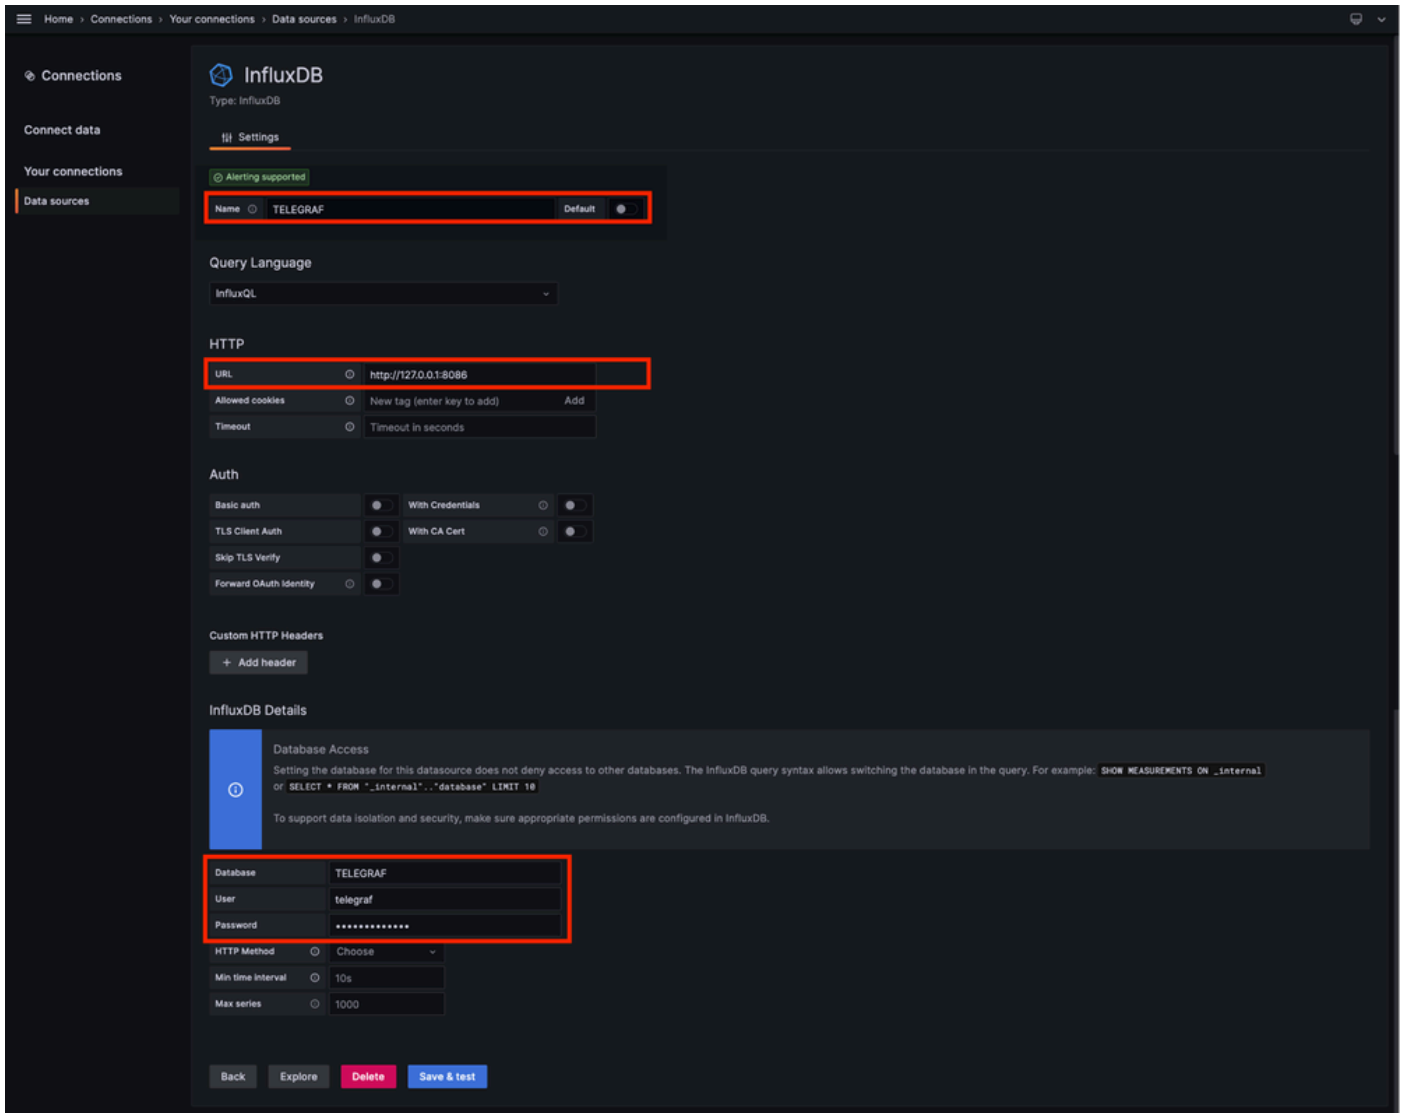 Home › Connections › Your connections › Data sources › InfluxDB
Connections
Connect data
Your connections
Data sources
InfluxDB
Type: InfluxDB
Settings
Alerting supported
Name TELEGRAF Default
Query Language
InfluxQL
HTTP
URL http://127.0.0.1:8086
Allowed cookies New tag (enter key to add) Add
Timeout Timeout in seconds
Auth
Basic auth With Credentials
TLS Client Auth With CA Cert
Skip TLS Verify
Forward OAuth Identity
Custom HTTP Headers
+ Add header
InfluxDB Details
Database Access
Setting the database for this datasource does not deny access to other databases. The InfluxDB query syntax allows switching the database in the query. For example: SHOW MEASUREMENTS ON _internal
or SELECT * FROM "_internal".."database" LIMIT 10
To support data isolation and security, make sure appropriate permissions are configured in InfluxDB.
Database TELEGRAF
User telegraf
Password •••••••••••••
HTTP Method Choose
Min time interval 10s
Max series 1000
Back Explore Delete Save & test